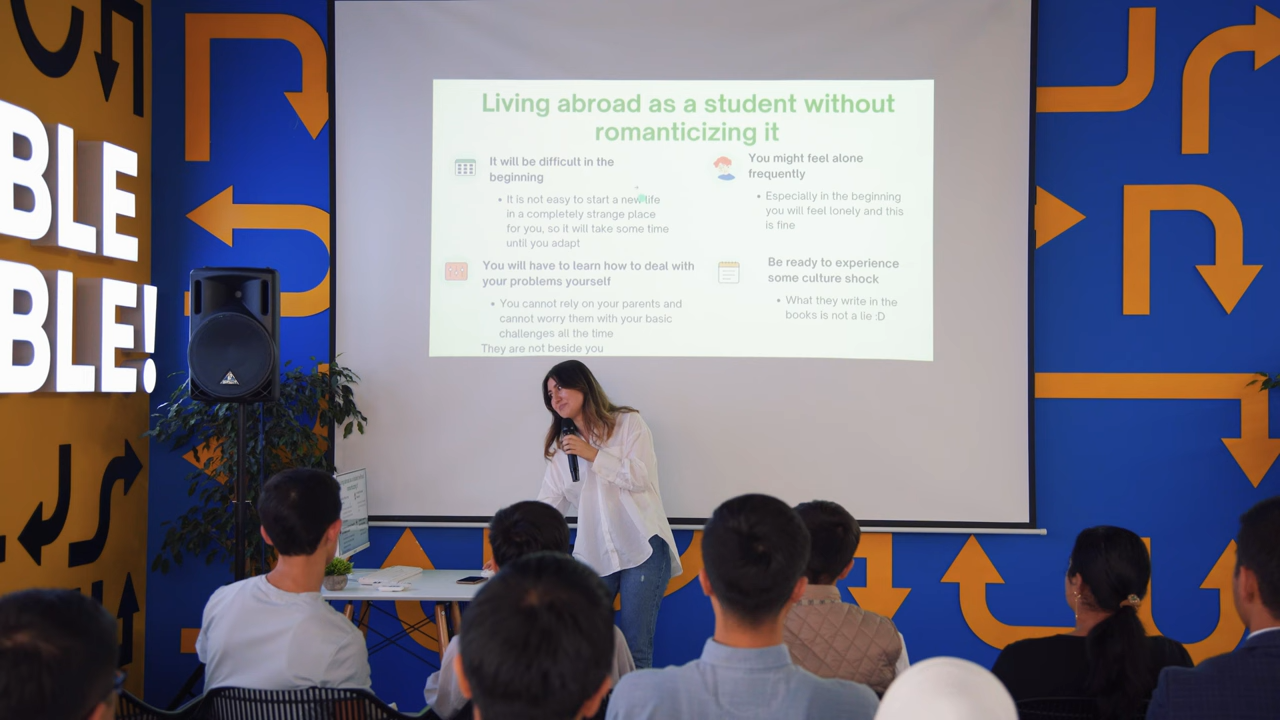 BLE
BLE!
Living abroad as a student without
romanticizing it
It will be difficult in the
beginning
• It is not easy to start a new life
in a completely strange place
for you, so it will take some time
until you adapt
You might feel alone
frequently
• Especially in the beginning
you will feel lonely and this
is fine
You will have to learn how to deal with
your problems yourself
• You cannot rely on your parents and
cannot worry them with your basic
challenges all the time
They are not beside you
Be ready to experience
some culture shock
• What they write in the
books is not a lie :D